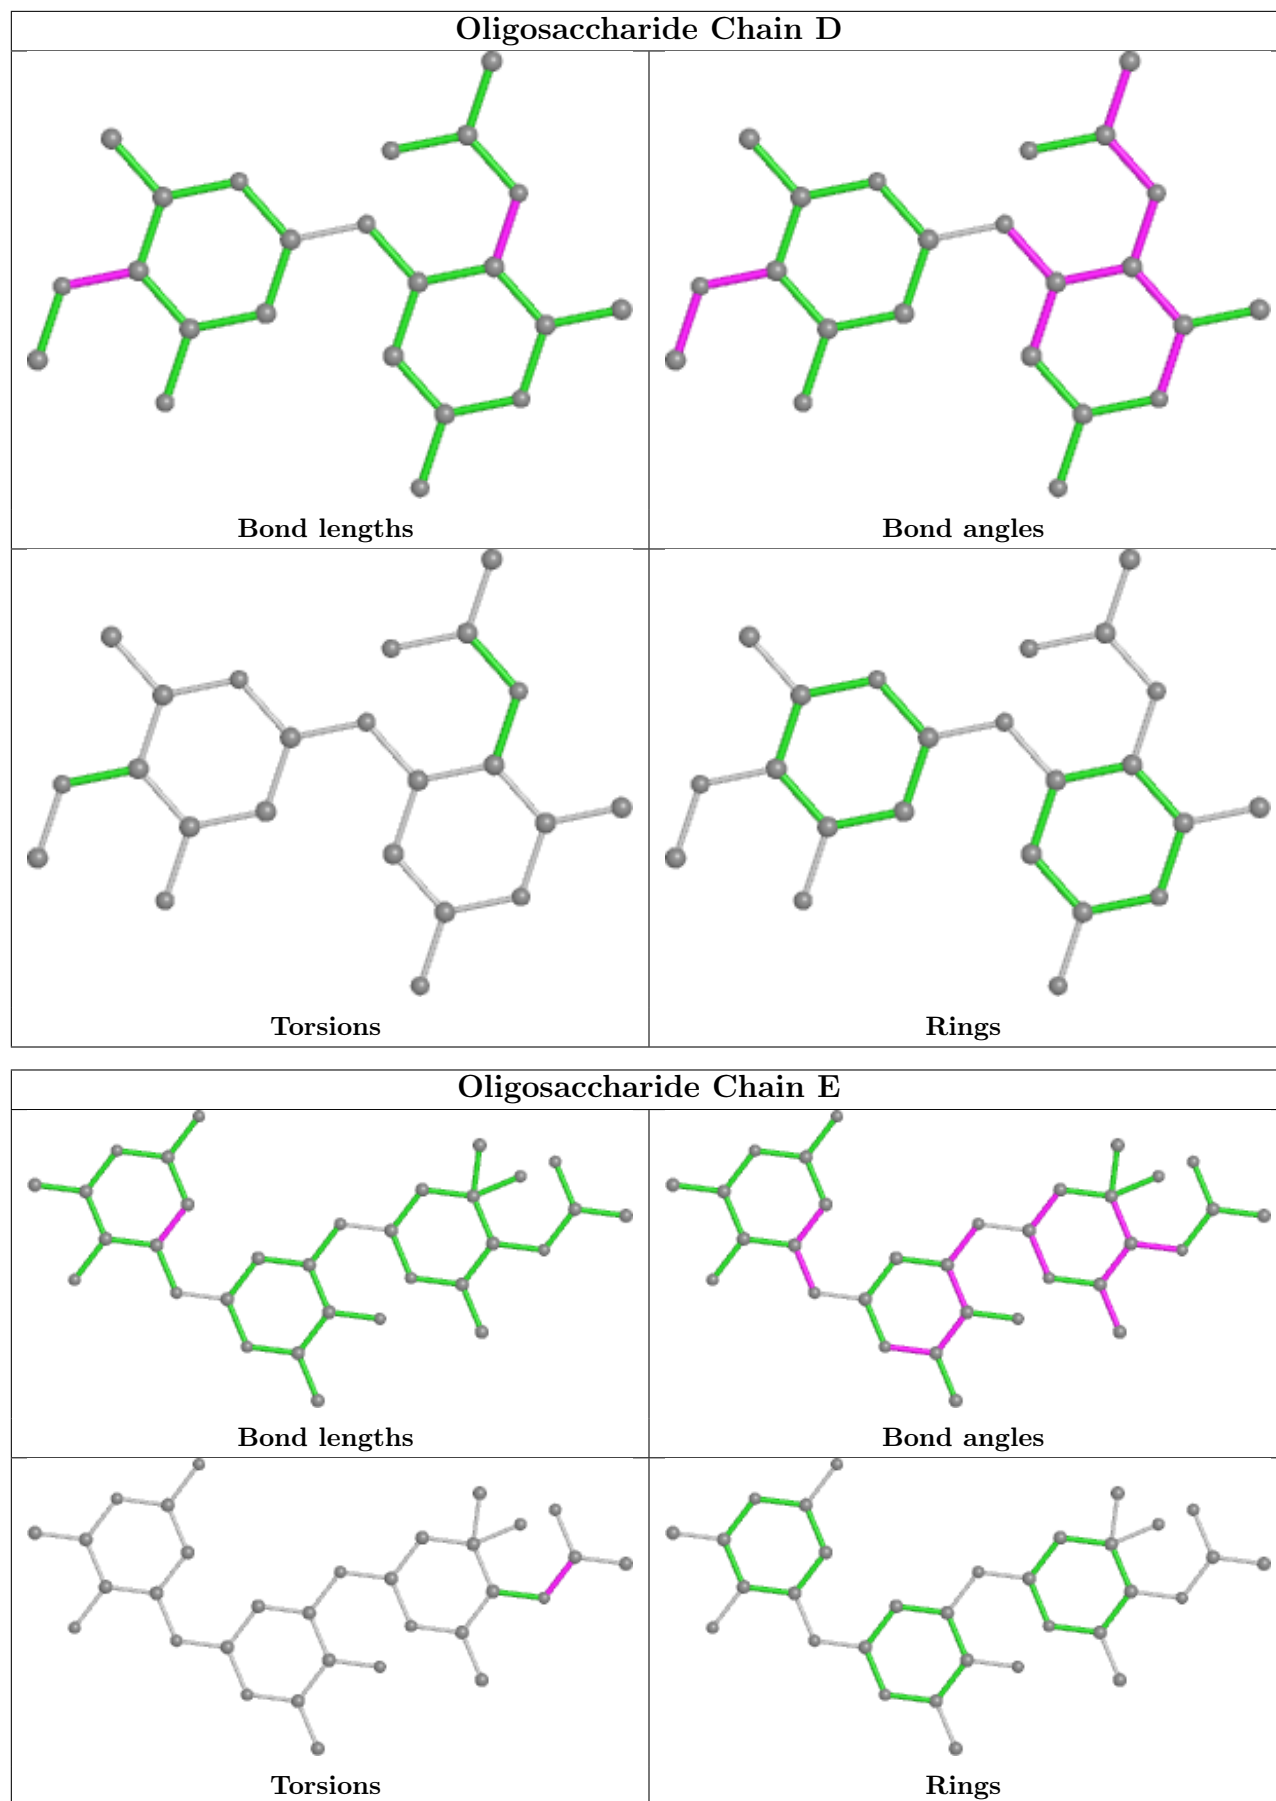 Oligosaccharide Chain D
Bond lengths
Bond angles
Torsions
Rings
Oligosaccharide Chain E
Bond lengths
Bond angles
Torsions
Rings